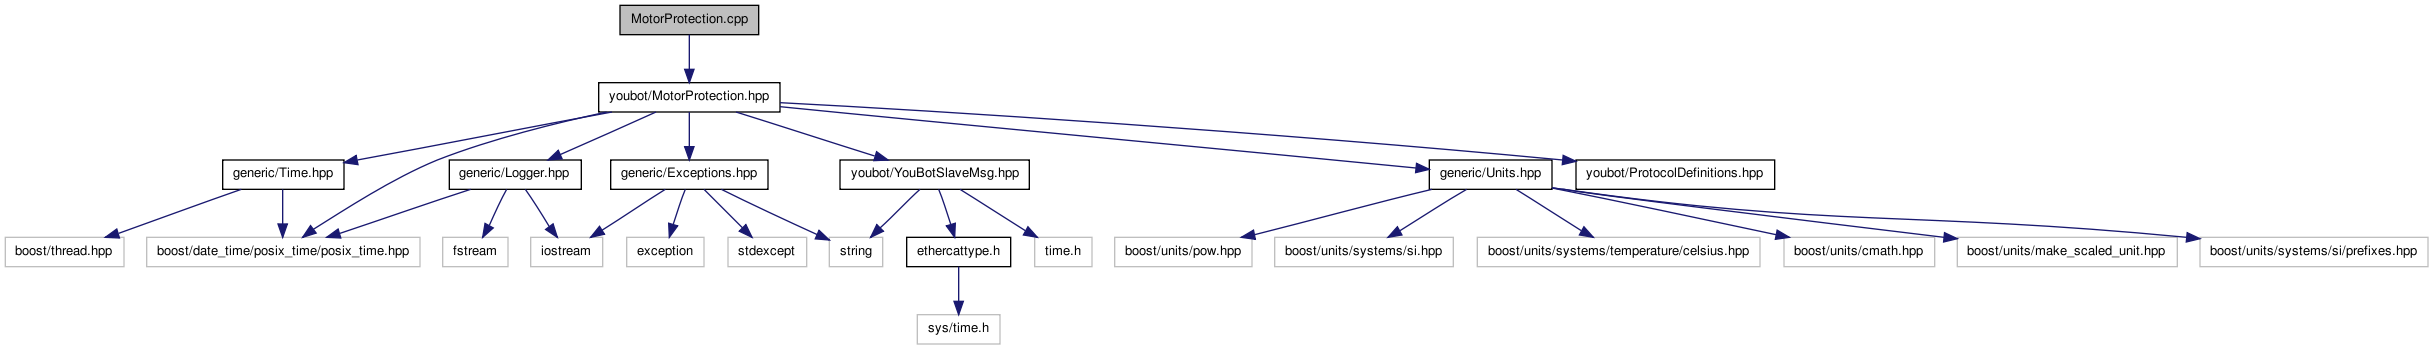 MotorProtection.cpp
youbot/MotorProtection.hpp
generic/Time.hpp
generic/Logger.hpp
generic/Exceptions.hpp
youbot/YouBotSlaveMsg.hpp
generic/Units.hpp
youbot/ProtocolDefinitions.hpp
boost/thread.hpp
boost/date_time/posix_time/posix_time.hpp
fstream
iostream
exception
stdexcept
string
ethercattype.h
time.h
boost/units/pow.hpp
boost/units/systems/si.hpp
boost/units/systems/temperature/celsius.hpp
boost/units/cmath.hpp
boost/units/make_scaled_unit.hpp
boost/units/systems/si/prefixes.hpp
sys/time.h